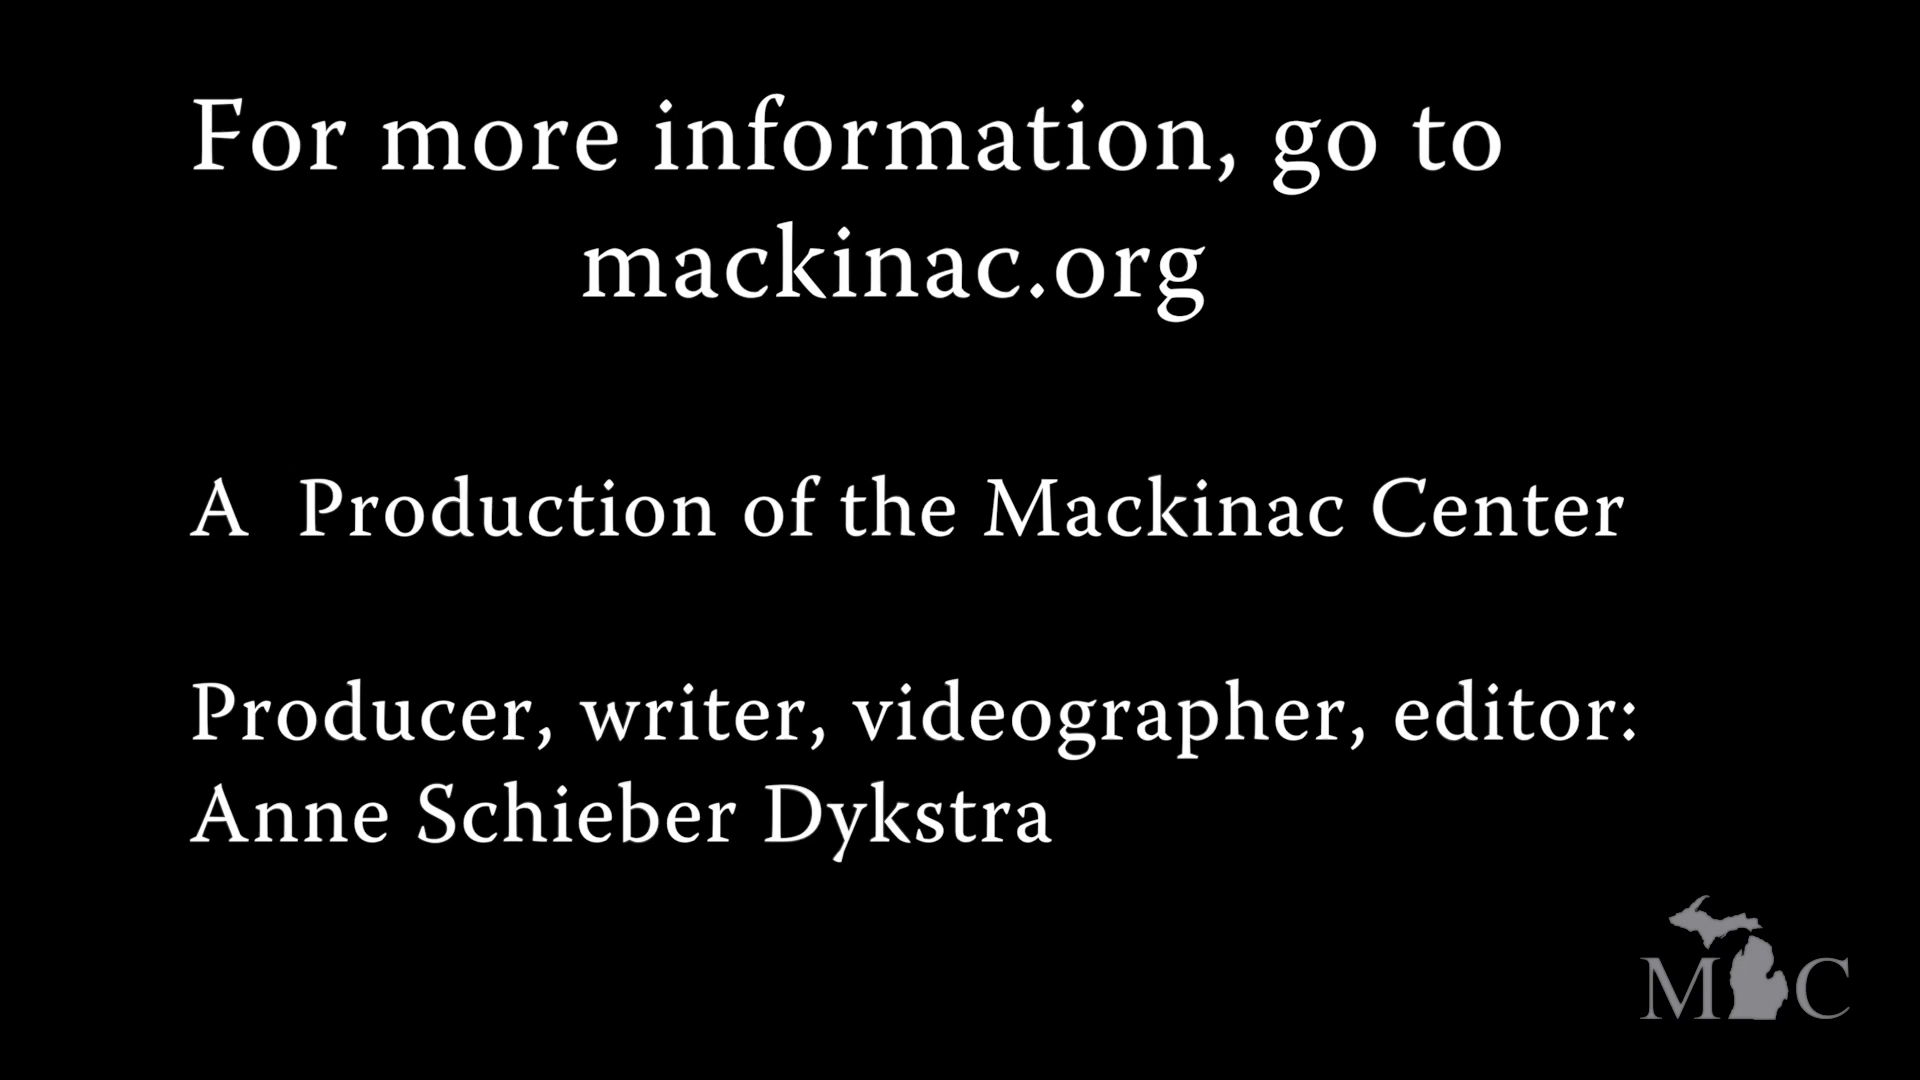 For more information, go to
mackinac.org
A Production of the Mackinac Center
Producer, writer, videographer, editor:
Anne Schieber Dykstra
M C